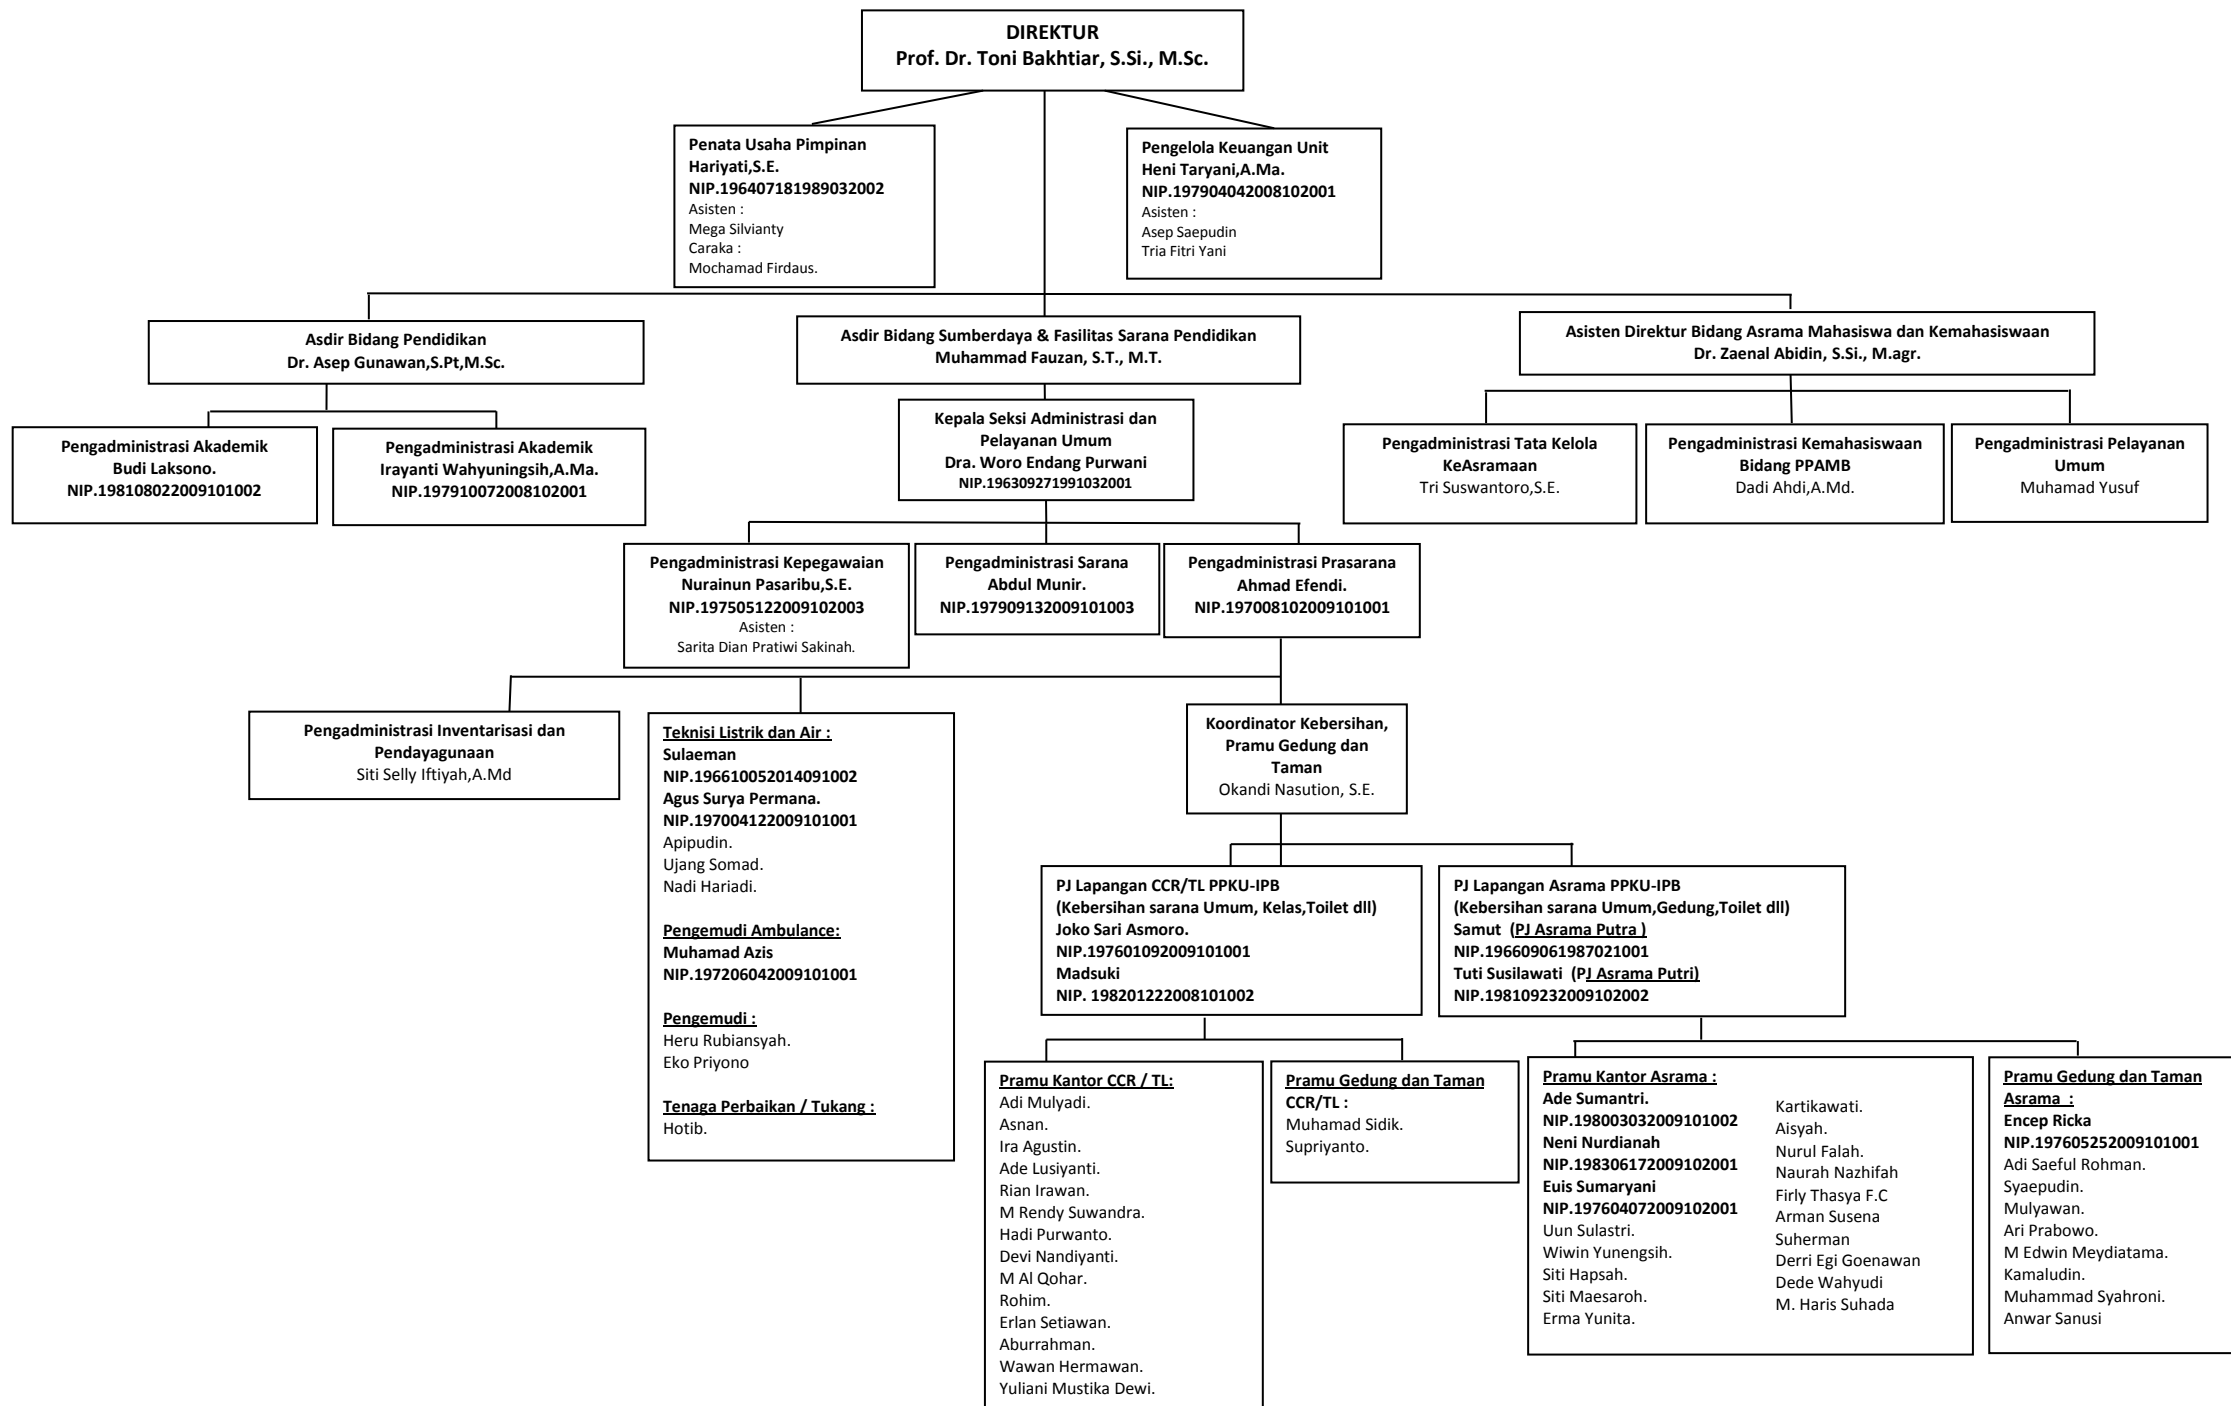 DIREKTUR
Prof. Dr. Toni Bakhtiar, S.Si., M.Sc.
Penata Usaha Pimpinan
Hariyati,S.E.
NIP.196407181989032002
Asisten :
Mega Silvianty
Caraka :
Mochamad Firdaus.
Pengelola Keuangan Unit
Heni Taryani,A.Ma.
NIP.197904042008102001
Asisten :
Asep Saepudin
Tria Fitri Yani
Asdir Bidang Pendidikan
Dr. Asep Gunawan,S.Pt,M.Sc.
Asdir Bidang Sumberdaya & Fasilitas Sarana Pendidikan
Muhammad Fauzan, S.T., M.T.
Asisten Direktur Bidang Asrama Mahasiswa dan Kemahasiswaan
Dr. Zaenal Abidin, S.Si., M.agr.
Pengadministrasi Akademik
Budi Laksono.
NIP.198108022009101002
Pengadministrasi Akademik
Irayanti Wahyuningsih,A.Ma.
NIP.197910072008102001
Kepala Seksi Administrasi dan
Pelayanan Umum
Dra. Woro Endang Purwani
NIP.196309271991032001
Pengadministrasi Tata Kelola
KeAsramaan
Tri Suswantoro,S.E.
Pengadministrasi Kemahasiswaan
Bidang PPAMB
Dadi Ahdi,A.Md.
Pengadministrasi Pelayanan
Umum
Muhamad Yusuf
Pengadministrasi Kepegawaian
Nurainun Pasaribu,S.E.
NIP.197505122009102003
Asisten :
Sarita Dian Pratiwi Sakinah.
Pengadministrasi Sarana
Abdul Munir.
NIP.197909132009101003
Pengadministrasi Prasarana
Ahmad Efendi.
NIP.197008102009101001
Pengadministrasi Inventarisasi dan
Pendayagunaan
Siti Selly Iftiyah,A.Md
Teknisi Listrik dan Air :
Sulaeman
NIP.196610052014091002
Agus Surya Permana.
NIP.197004122009101001
Apipudin.
Ujang Somad.
Nadi Hariadi.
Pengemudi Ambulance:
Muhamad Azis
NIP.197206042009101001
Pengemudi :
Heru Rubiansyah.
Eko Priyono
Tenaga Perbaikan / Tukang :
Hotib.
Koordinator Kebersihan,
Pramu Gedung dan
Taman
Okandi Nasution, S.E.
PJ Lapangan CCR/TL PPKU-IPB
(Kebersihan sarana Umum, Kelas,Toilet dll)
Joko Sari Asmoro.
NIP.197601092009101001
Madsuki
NIP. 198201222008101002
PJ Lapangan Asrama PPKU-IPB
(Kebersihan sarana Umum,Gedung,Toilet dll)
Samut (PJ Asrama Putra )
NIP.196609061987021001
Tuti Susilawati (PJ Asrama Putri)
NIP.198109232009102002
Pramu Kantor CCR / TL:
Adi Mulyadi.
Asnan.
Ira Agustin.
Ade Lusiyanti.
Rian Irawan.
M Rendy Suwandra.
Hadi Purwanto.
Devi Nandiyanti.
M Al Qohar.
Rohim.
Erlan Setiawan.
Aburrahman.
Wawan Hermawan.
Yuliani Mustika Dewi.
Pramu Gedung dan Taman
CCR/TL :
Muhamad Sidik.
Supriyanto.
Pramu Kantor Asrama :
Ade Sumantri.
NIP.198003032009101002
Neni Nurdianah
NIP.198306172009102001
Euis Sumaryani
NIP.197604072009102001
Uun Sulastri.
Wiwin Yunengsih.
Siti Hapsah.
Siti Maesaroh.
Erma Yunita.
Kartikawati.
Aisyah.
Nurul Falah.
Naurah Nazhifah
Firly Thasya F.C
Arman Susena
Suherman
Derri Egi Goenawan
Dede Wahyudi
M. Haris Suhada
Pramu Gedung dan Taman
Asrama :
Encep Ricka
NIP.197605252009101001
Adi Saeful Rohman.
Syaepudin.
Mulyawan.
Ari Prabowo.
M Edwin Meydiatama.
Kamaludin.
Muhammad Syahroni.
Anwar Sanusi